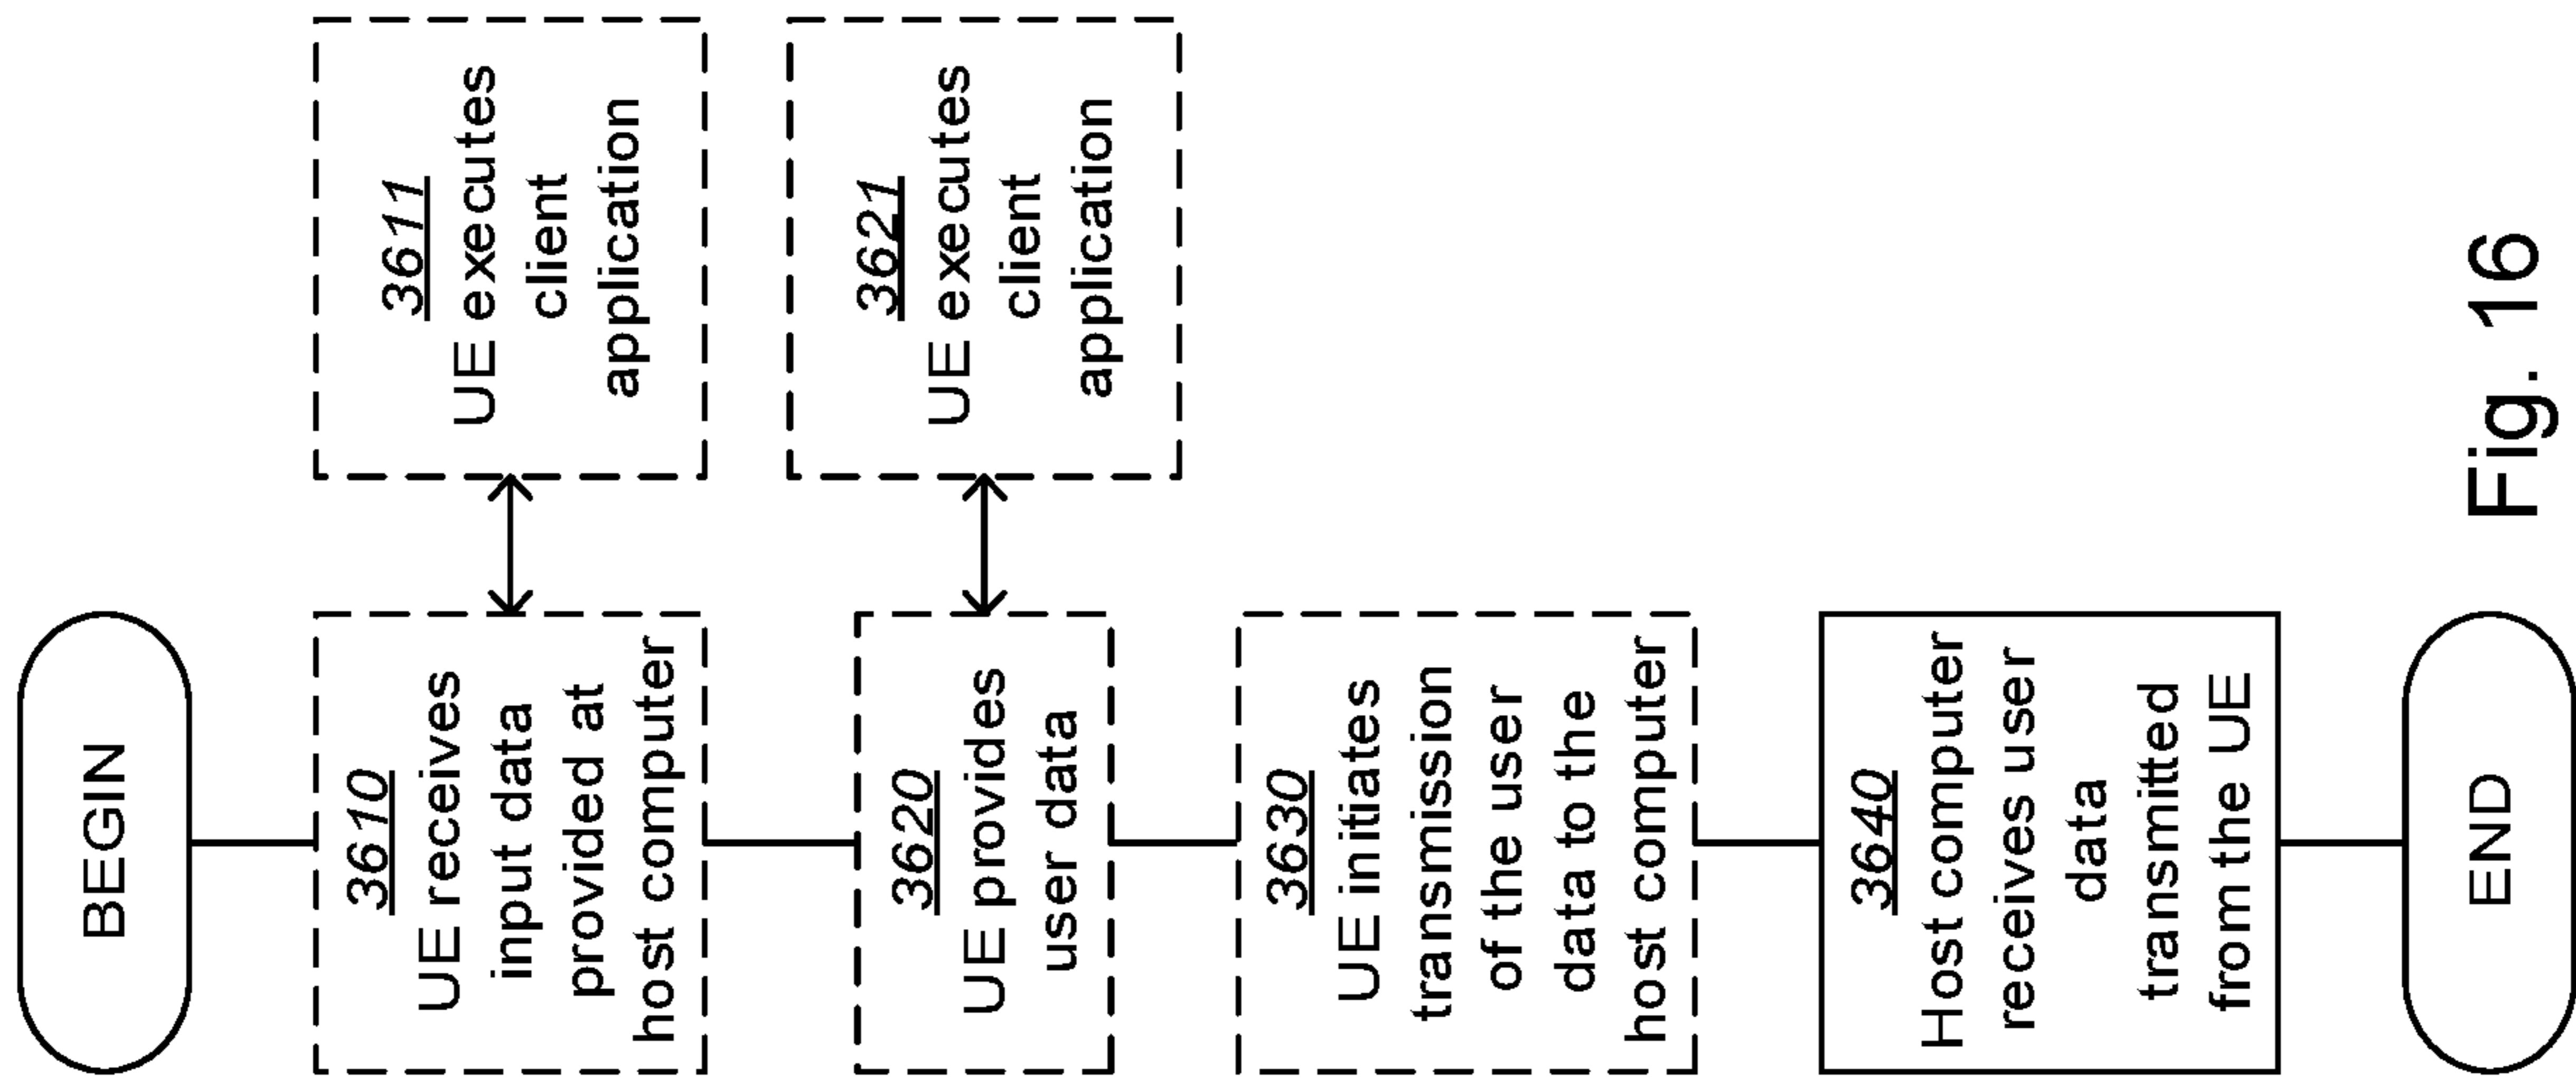 BEGIN
3610
UE receives
input data
provided at
host computer
3611
UE executes
client
application
3620
UE provides
user data
3621
UE executes
client
application
3630
UE initiates
transmission
of the user
data to the
host computer
3640
Host computer
receives user
data
transmitted
from the UE
END
Fig. 16